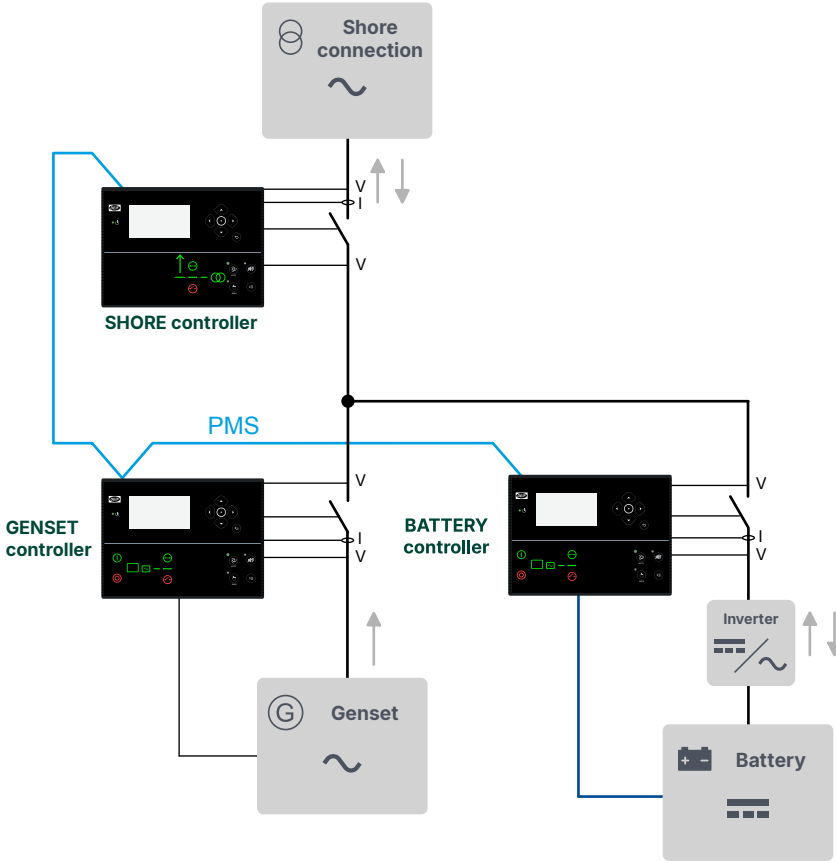 Shore
connection
V
I
V
SHORE controller
PMS
V
I
V
GENSET
controller
BATTERY
controller
V
I
V
Inverter
G
Genset
Battery